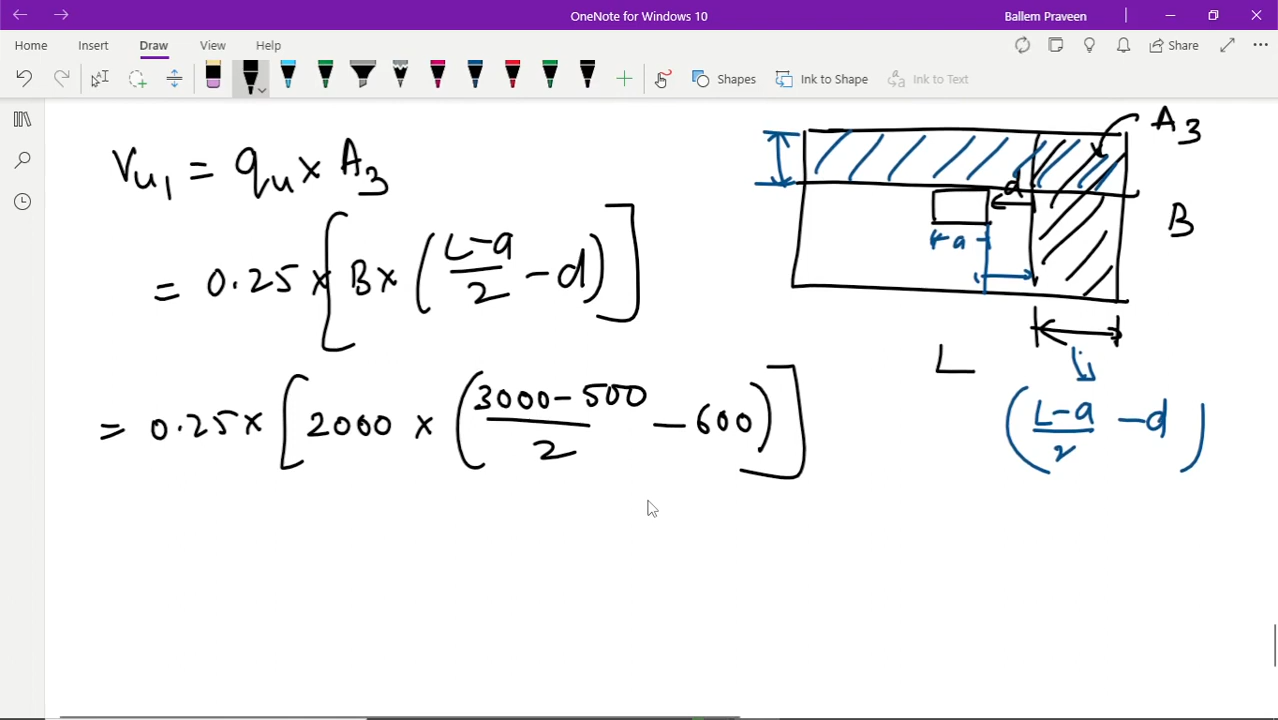 OneNote for Windows 10
Ballem Praveen
Home Insert Draw View Help
Share
Shapes
Ink to Shape
Ink to Text
Vu1 = qu × A3
= 0.25 × [B × ((L-a)/2 - d)]
= 0.25 × [2000 × ((3000 - 500)/2 - 600)]
A3
d
B
a
L
((L-a)/2 - d)